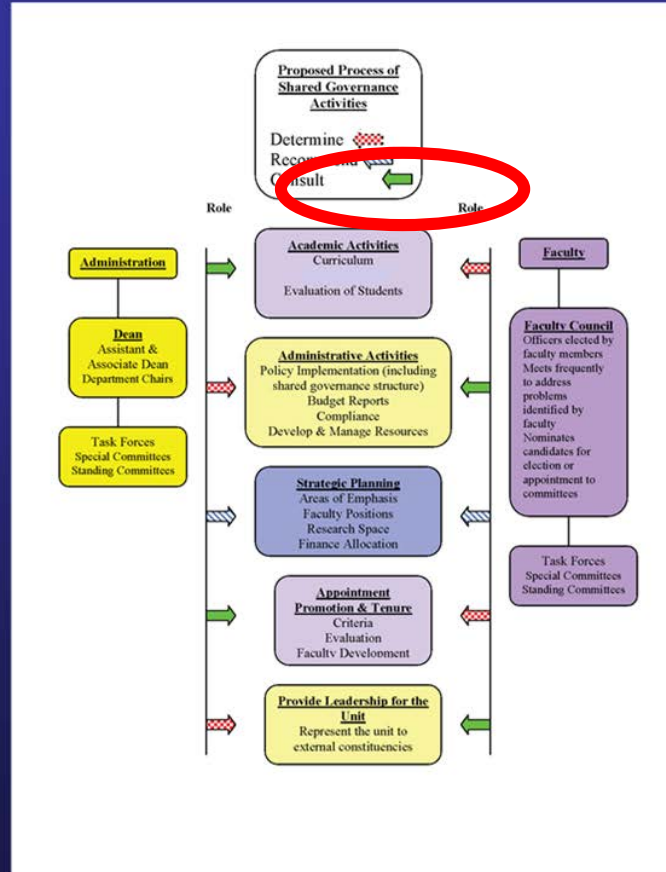 Proposed Process of
Shared Governance
Activities
Determine
Recommend
Consult
Role
Role
Administration
Dean
Assistant &
Associate Dean
Department Chairs
Task Forces
Special Committees
Standing Committees
Academic Activities
Curriculum
Evaluation of Students
Administrative Activities
Policy Implementation (including
shared governance structure)
Budget Reports
Compliance
Develop & Manage Resources
Strategic Planning
Areas of Emphasis
Faculty Positions
Research Space
Finance Allocation
Appointment
Promotion & Tenure
Criteria
Evaluation
Faculty Development
Provide Leadership for the
Unit
Represent the unit to
external constituencies
Faculty
Faculty Council
Officers elected by
faculty members
Meets frequently
to address
problems
identified by
faculty
Nominates
candidates for
election or
appointment to
committees
Task Forces
Special Committees
Standing Committees